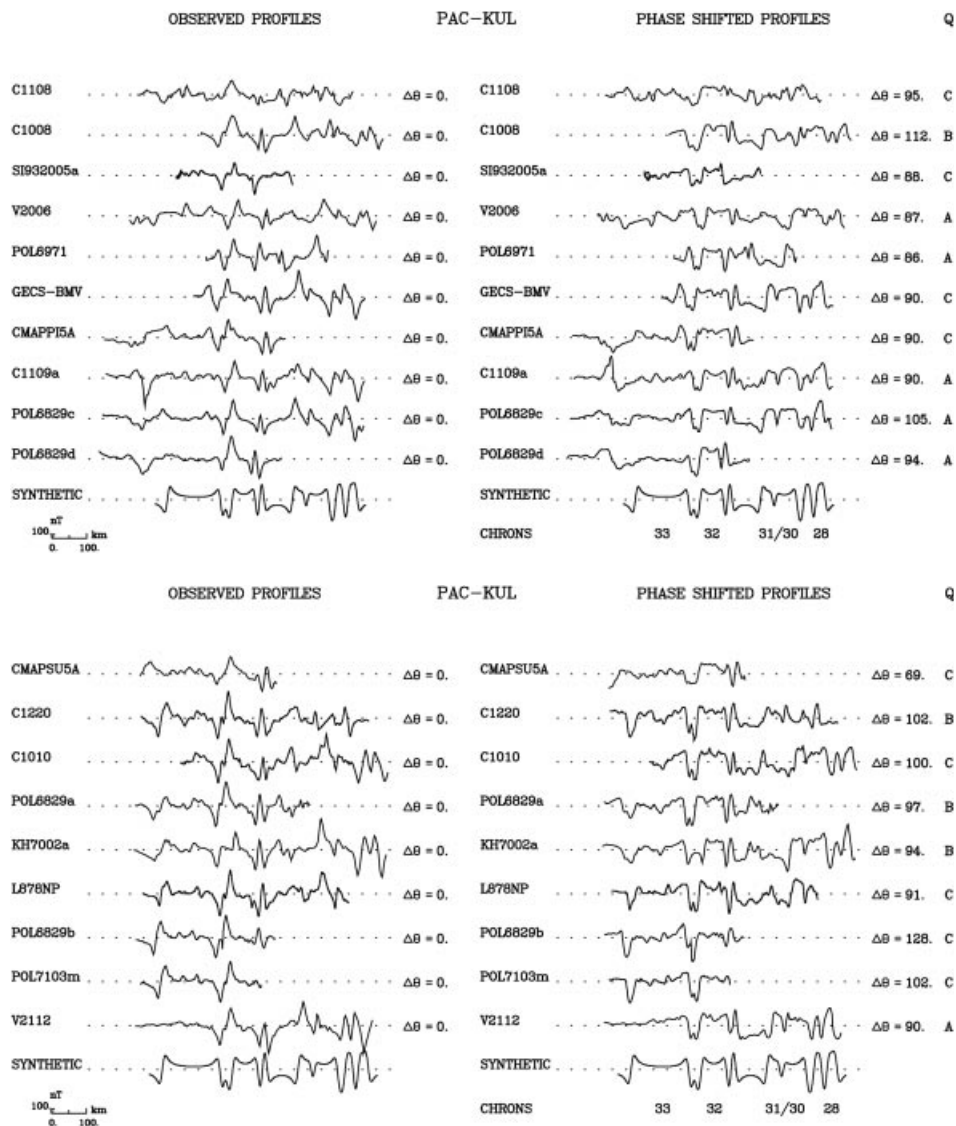 OBSERVED PROFILES PAC-KUL PHASE SHIFTED PROFILES Q
C1108 Δθ = 0. C1108 Δθ = 95. C
C1008 Δθ = 0. C1008 Δθ = 112. B
SI932005a Δθ = 0. SI932005a Δθ = 88. C
V2006 Δθ = 0. V2006 Δθ = 87. A
POL6971 Δθ = 0. POL6971 Δθ = 86. A
GECS-BMV Δθ = 0. GECS-BMV Δθ = 90. C
CMAPPI5A Δθ = 0. CMAPPI5A Δθ = 90. C
C1109a Δθ = 0. C1109a Δθ = 90. A
POL6829c Δθ = 0. POL6829c Δθ = 105. A
POL6829d Δθ = 0. POL6829d Δθ = 94. A
SYNTHETIC SYNTHETIC
nT
100 km
0. 100.
CHRONS 33 32 31/30 28
OBSERVED PROFILES PAC-KUL PHASE SHIFTED PROFILES Q
CMAPSU5A Δθ = 0. CMAPSU5A Δθ = 69. C
C1220 Δθ = 0. C1220 Δθ = 102. B
C1010 Δθ = 0. C1010 Δθ = 100. C
POL6829a Δθ = 0. POL6829a Δθ = 97. B
KH7002a Δθ = 0. KH7002a Δθ = 94. B
L878NP Δθ = 0. L878NP Δθ = 91. C
POL6829b Δθ = 0. POL6829b Δθ = 128. C
POL7103m Δθ = 0. POL7103m Δθ = 102. C
V2112 Δθ = 0. V2112 Δθ = 90. A
SYNTHETIC SYNTHETIC
nT
100 km
0. 100.
CHRONS 33 32 31/30 28